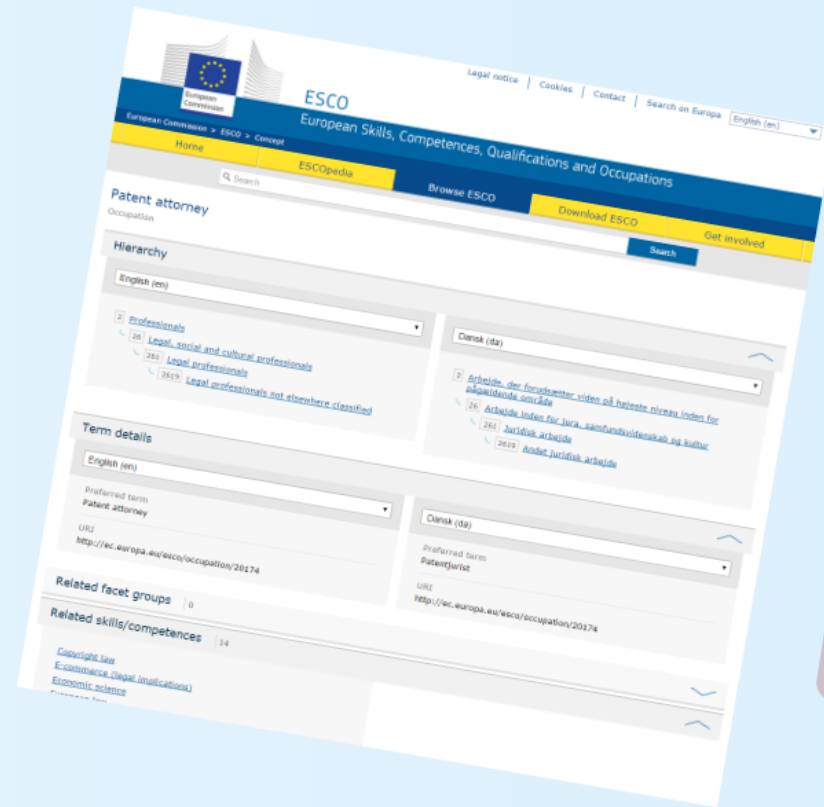 Legal notice | Cookies | Contact | Search on Europa English (en)
European
Commission
ESCO
European Skills, Competences, Qualifications and Occupations
European Commission > ESCO > Concept
Home
ESCOpedia
Browse ESCO
Download ESCO
Get involved
Search
Search
Patent attorney
Occupation
Hierarchy
English (en)
2 Professionals
26 Legal, social and cultural professionals
261 Legal professionals
2619 Legal professionals not elsewhere classified
Dansk (da)
2 Arbejde, der forudsætter viden på højeste niveau inden for
pågældende område
26 Arbejde inden for jura, samfundsvidenskab og kultur
261 Juridisk arbejde
2619 Andet juridisk arbejde
Term details
English (en)
Preferred term
Patent attorney
URI
http://ec.europa.eu/esco/occupation/20174
Dansk (da)
Preferred term
Patentjurist
URI
http://ec.europa.eu/esco/occupation/20174
Related facet groups 0
Related skills/competences 14
Copyright law
E-commerce (legal implications)
Economic science